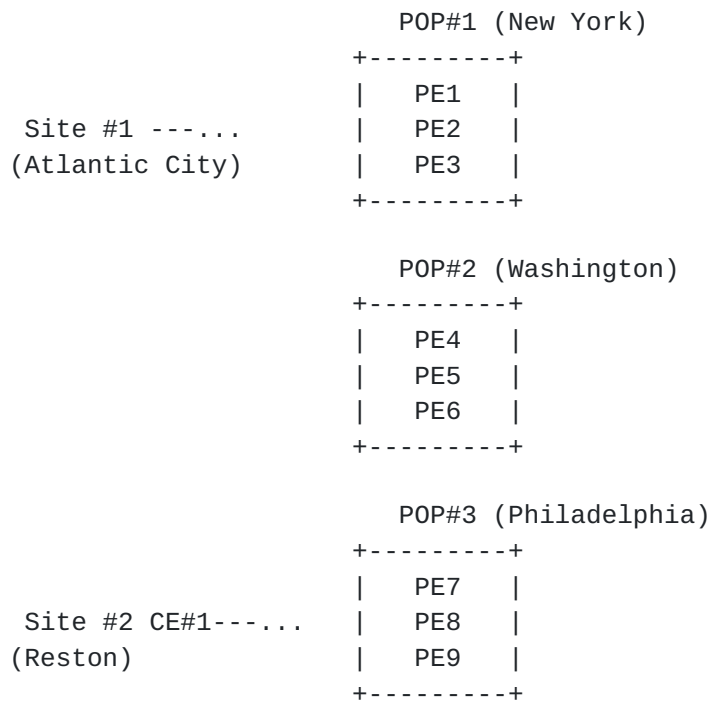 POP#1 (New York)
+---------+
|   PE1   |
Site #1 ---...       |   PE2   |
(Atlantic City)       |   PE3   |
+---------+
POP#2 (Washington)
+---------+
|   PE4   |
|   PE5   |
|   PE6   |
+---------+
POP#3 (Philadelphia)
+---------+
|   PE7   |
Site #2 CE#1---...   |   PE8   |
(Reston)              |   PE9   |
+---------+